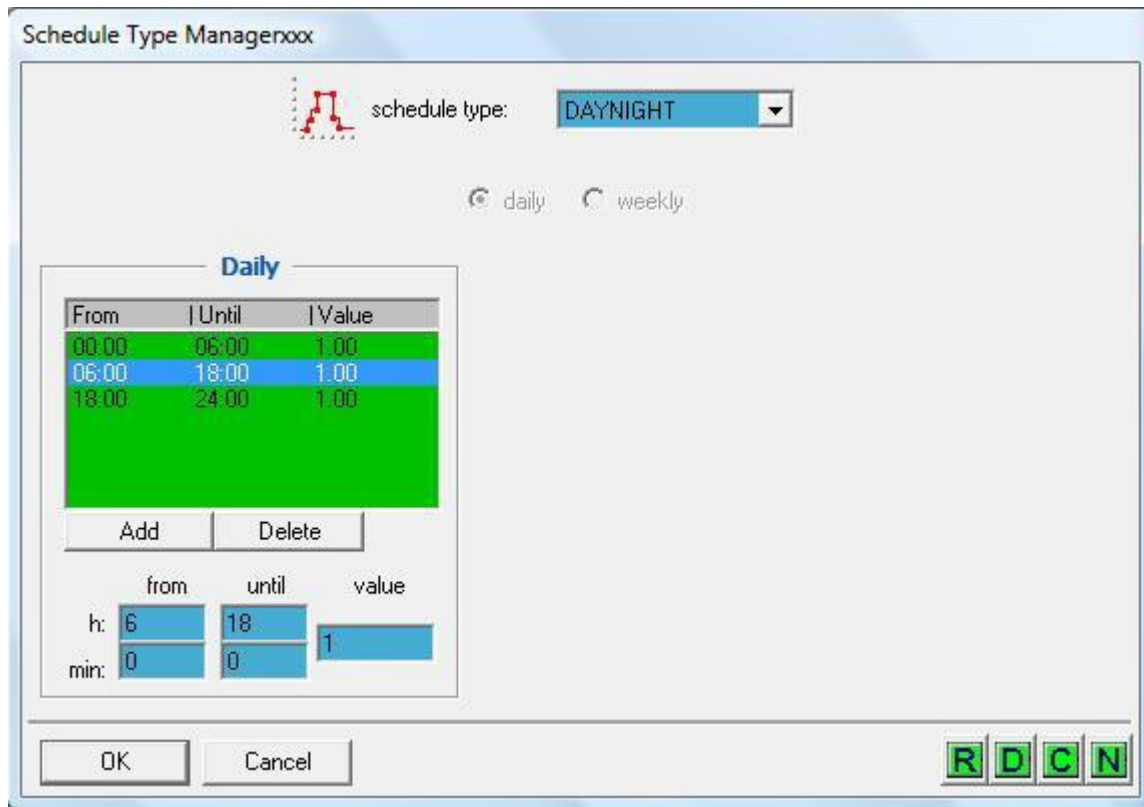 Schedule Type Managerxxx
schedule type: DAYNIGHT
daily weekly
Daily
From | Until | Value
00:00 06:00 1.00
06:00 18:00 1.00
18:00 24:00 1.00
Add Delete
from until value
h: 6 18
1
min: 0 0
OK Cancel R D C N